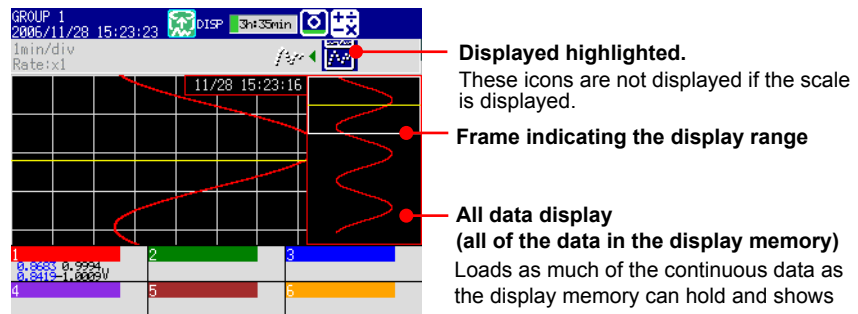 GROUP 1
2006/11/28 15:23:23
DISP
3h:35min
1min/div
Rate:x1
11/28 15:23:16
1
2
3
0.8683 0.9994
0.8419-1.0009V
4
5
6
Displayed highlighted.
These icons are not displayed if the scale
is displayed.
Frame indicating the display range
All data display
(all of the data in the display memory)
Loads as much of the continuous data as
the display memory can hold and shows